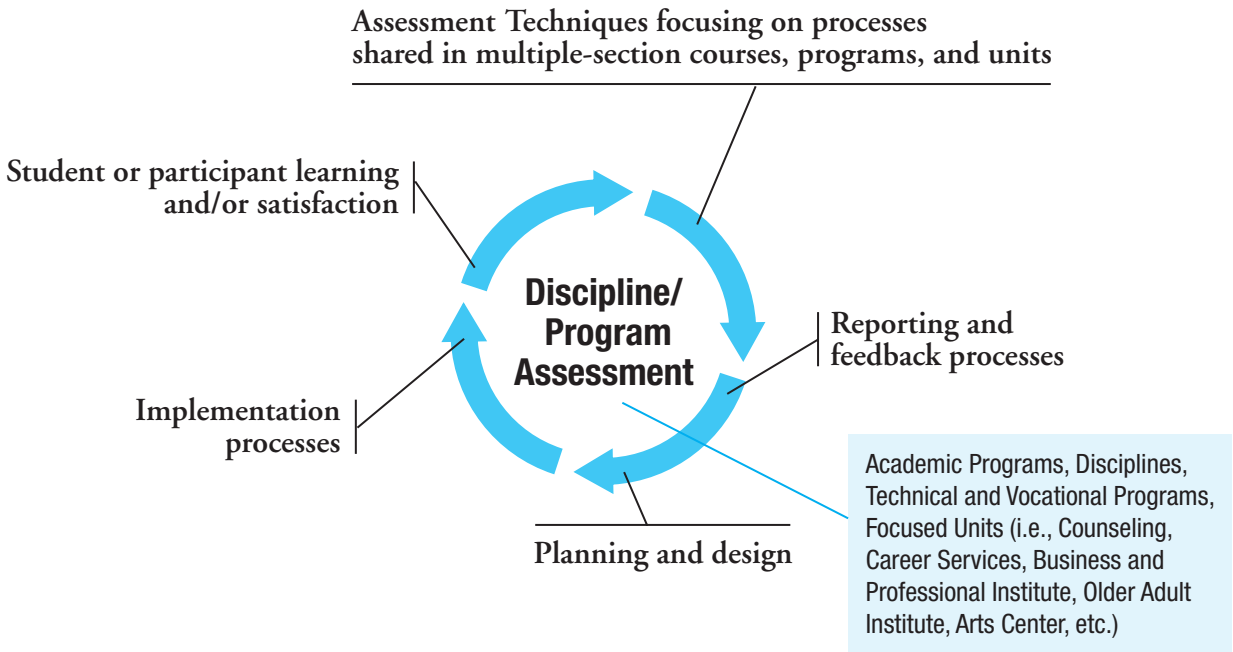 Assessment Techniques focusing on processes
shared in multiple-section courses, programs, and units
Student or participant learning
and/or satisfaction
Discipline/
Program
Assessment
Reporting and
feedback processes
Implementation
processes
Planning and design
Academic Programs, Disciplines,
Technical and Vocational Programs,
Focused Units (i.e., Counseling,
Career Services, Business and
Professional Institute, Older Adult
Institute, Arts Center, etc.)